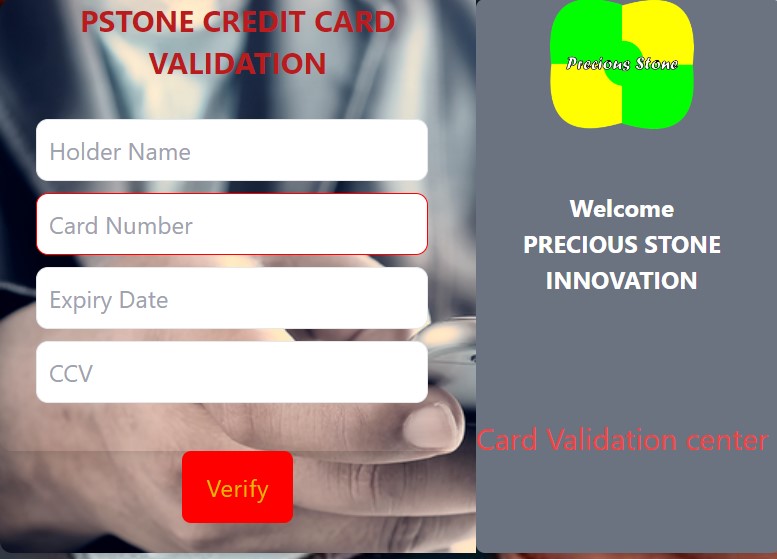 PSTONE CREDIT CARD
VALIDATION
Holder Name
Card Number
Expiry Date
CCV
Verify
Precious Stone
Welcome
PRECIOUS STONE
INNOVATION
Card Validation center